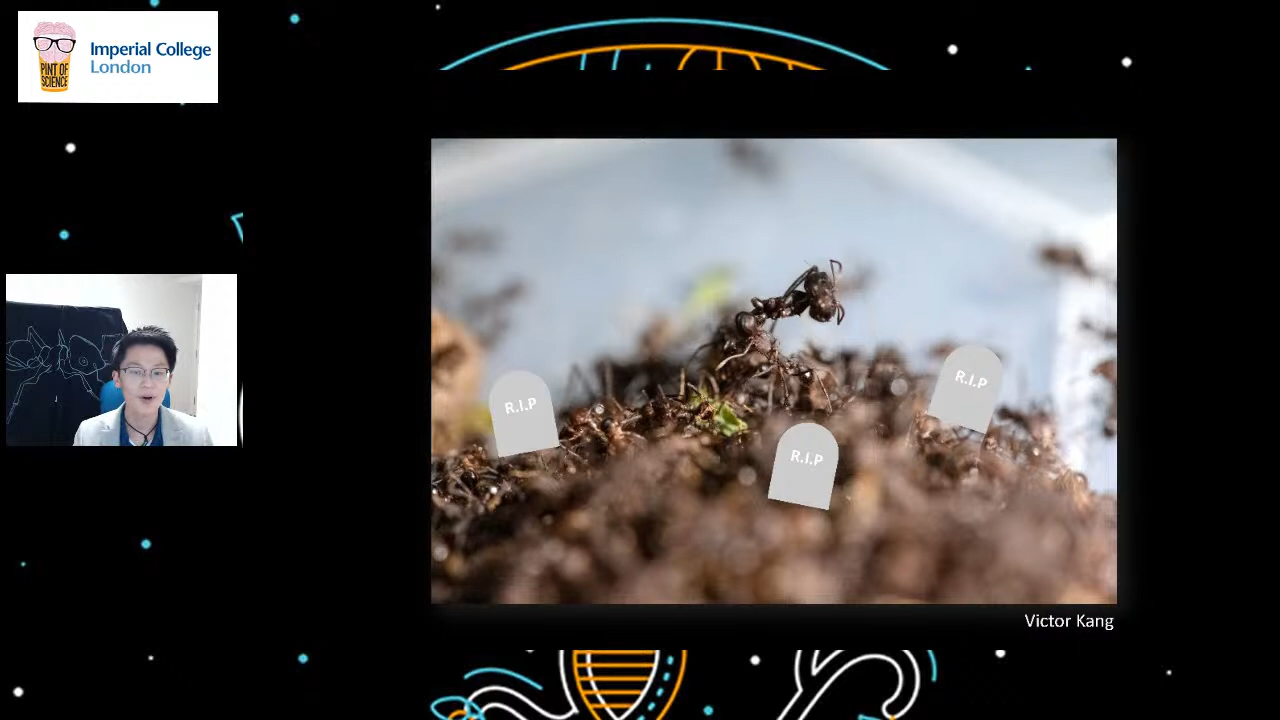 PINT OF
SCIENCE
Imperial College
London
R.I.P
R.I.P
R.I.P
Victor Kang